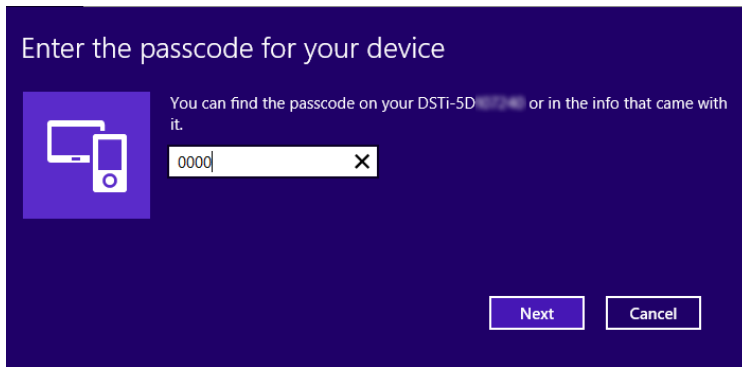 Enter the passcode for your device
You can find the passcode on your DSTi-5D or in the info that came with
it.
0000
Next
Cancel